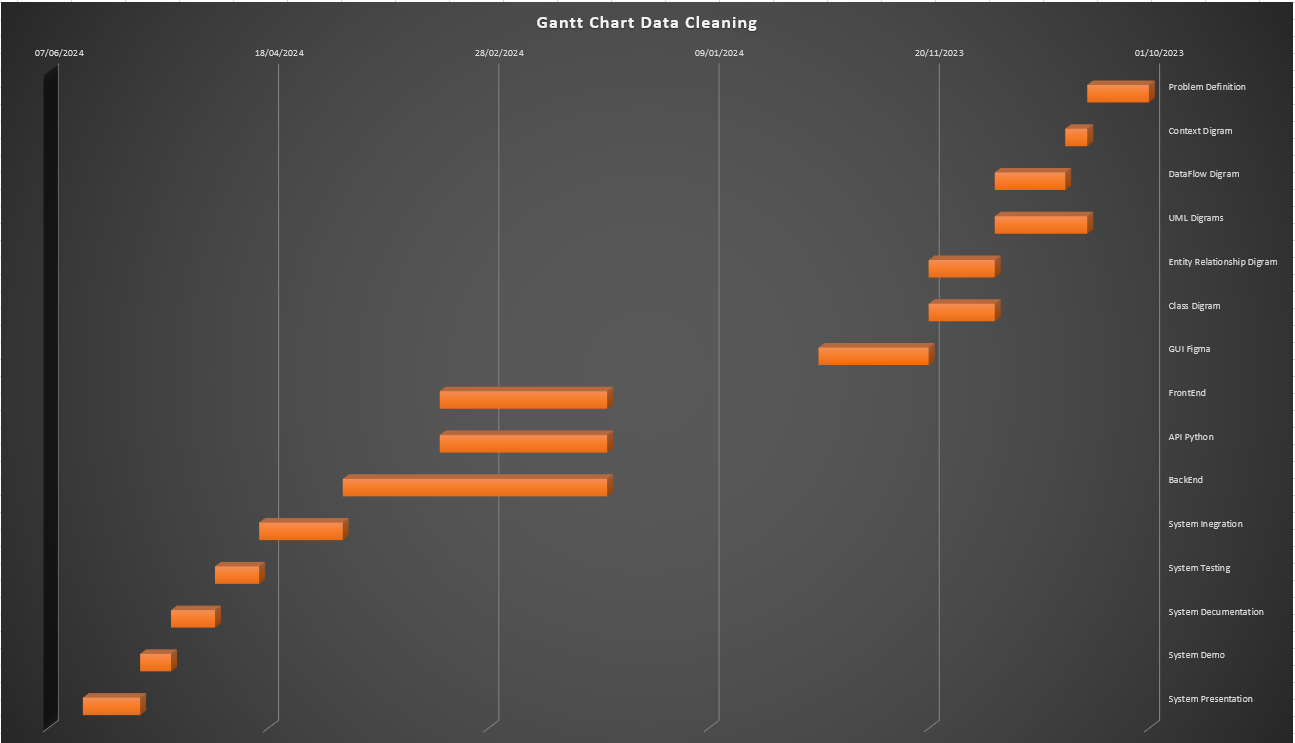 Gantt Chart Data Cleaning
07/06/2024 18/04/2024 28/02/2024 09/01/2024 20/11/2023 01/10/2023
Problem Definition
Context Digram
DataFlow Digram
UML Digrams
Entity Relationship Digram
Class Digram
GUI Figma
FrontEnd
API Python
BackEnd
System Inegration
System Testing
System Decumentation
System Demo
System Presentation